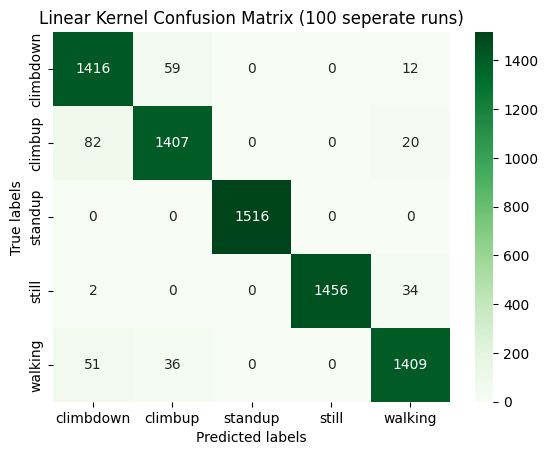 Linear Kernel Confusion Matrix (100 seperate runs)
True labels
climbdown 1416 59 0 0 12
climbup 82 1407 0 0 20
standup 0 0 1516 0 0
still 2 0 0 1456 34
walking 51 36 0 0 1409
climbdown climbup standup still walking
Predicted labels
1400
1200
1000
800
600
400
200
0